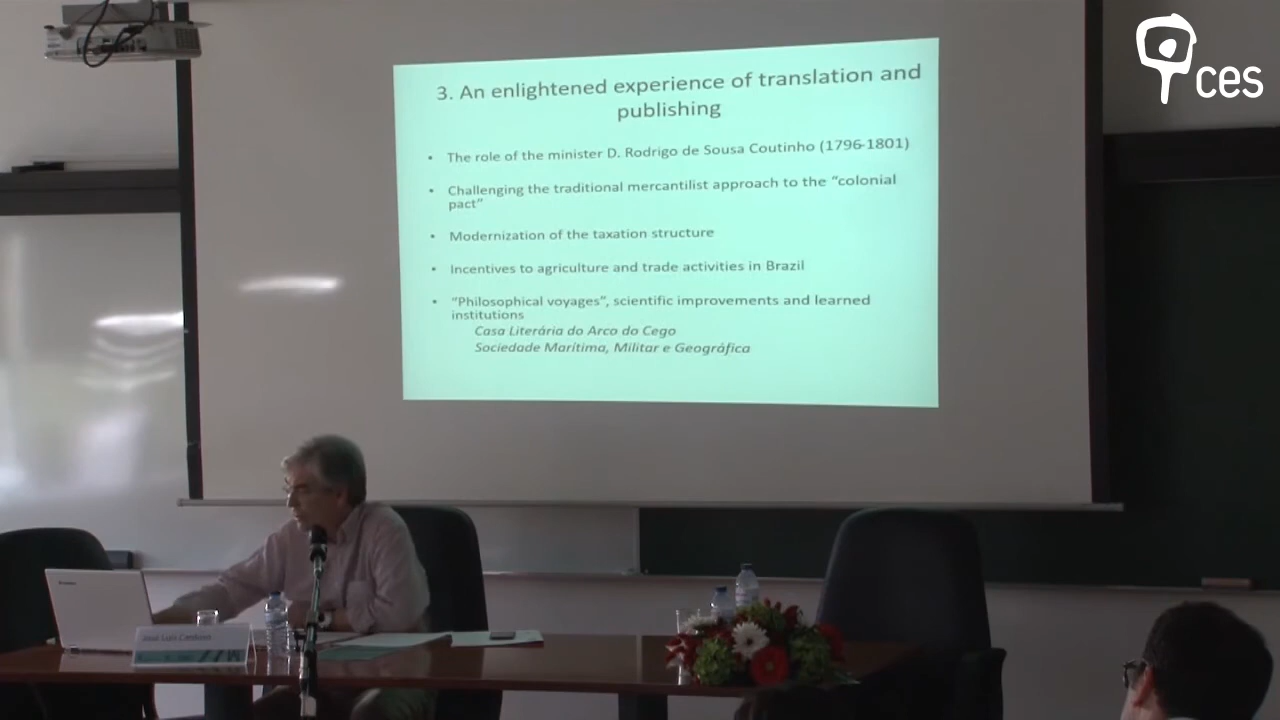 ces
3. An enlightened experience of translation and
publishing
• The role of the minister D. Rodrigo de Sousa Coutinho (1796-1801)
• Challenging the traditional mercantilist approach to the “colonial
pact”
• Modernization of the taxation structure
• Incentives to agriculture and trade activities in Brazil
• “Philosophical voyages”, scientific improvements and learned
institutions
Casa Literária do Arco do Cego
Sociedade Marítima, Militar e Geográfica
José Luís Cardoso